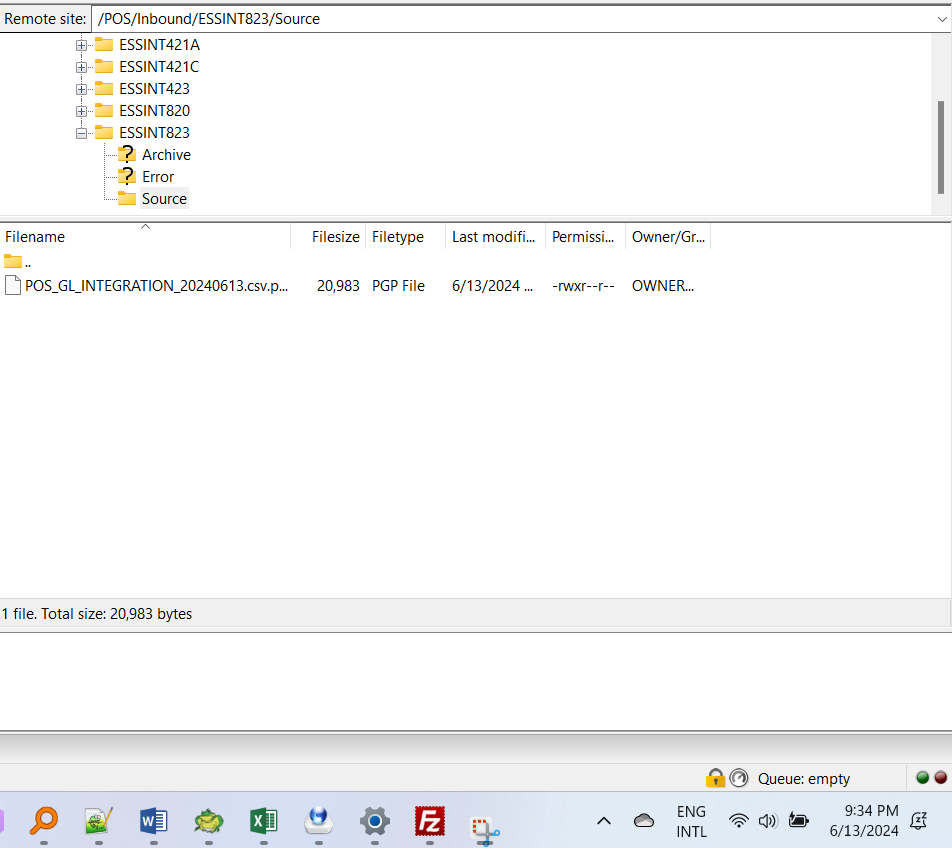 Remote site: /POS/Inbound/ESSINT823/Source
ESSINT421A
ESSINT421C
ESSINT423
ESSINT820
ESSINT823
Archive
Error
Source
Filename Filesize Filetype Last modifi... Permissi... Owner/Gr...
..
POS_GL_INTEGRATION_20240613.csv.p... 20,983 PGP File 6/13/2024 ... -rwxr--r-- OWNER...
1 file. Total size: 20,983 bytes
Queue: empty
ENG 9:34 PM
INTL 6/13/2024